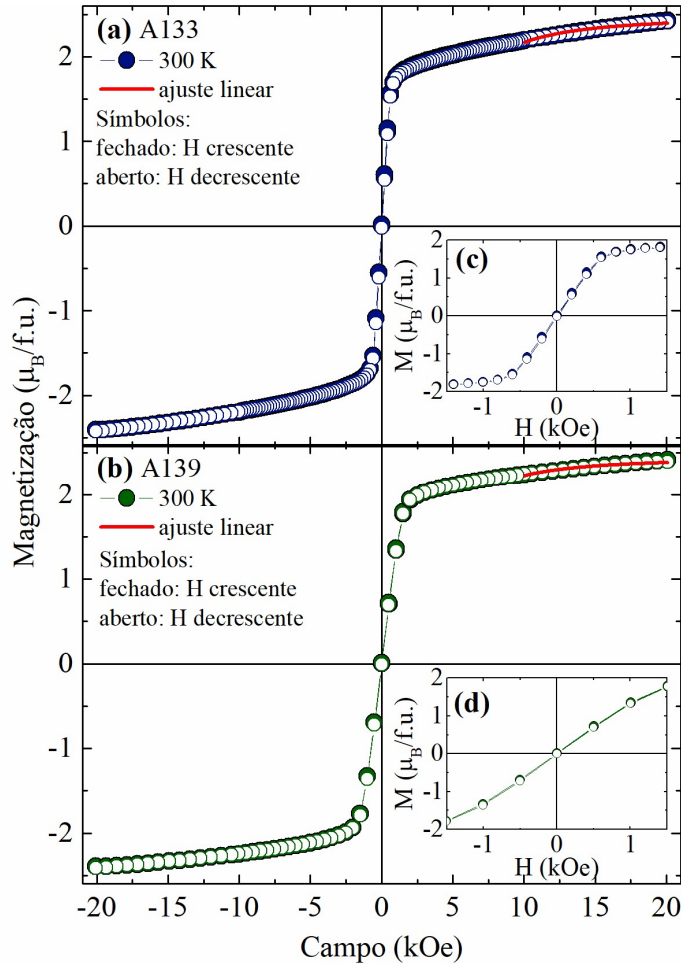 (a) A133
300 K
ajuste linear
Símbolos:
fechado: H crescente
aberto: H decrescente
2
1
0
-1
-2
(c)
M (μB/f.u.)
2
1
0
-1
-2
-1
0
1
H (kOe)
Magnetização (μB/f.u.)
(b) A139
300 K
ajuste linear
Símbolos:
fechado: H crescente
aberto: H decrescente
2
1
0
-1
-2
(d)
M (μB/f.u.)
2
1
0
-1
-2
-1
0
1
H (kOe)
-20 -15 -10 -5 0 5 10 15 20
Campo (kOe)